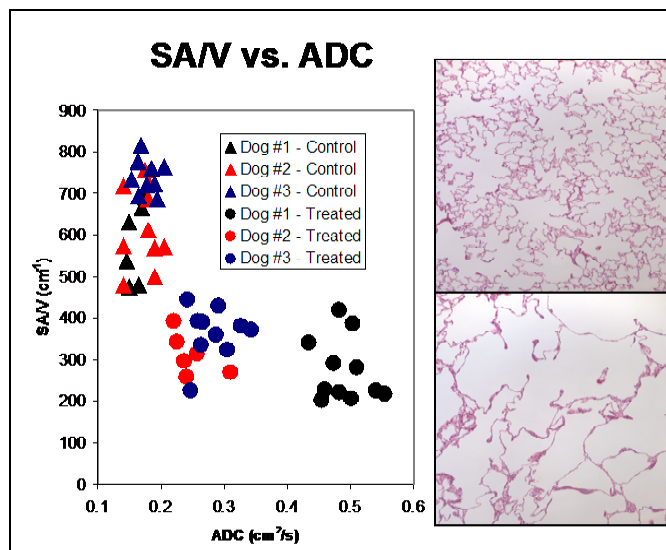 SA/V vs. ADC
900
800
700
600
500
400
300
200
100
0
SA/V (cm⁻¹)
Dog #1 - Control
Dog #2 - Control
Dog #3 - Control
Dog #1 - Treated
Dog #2 - Treated
Dog #3 - Treated
0.1 0.2 0.3 0.4 0.5 0.6
ADC (cm²/s)